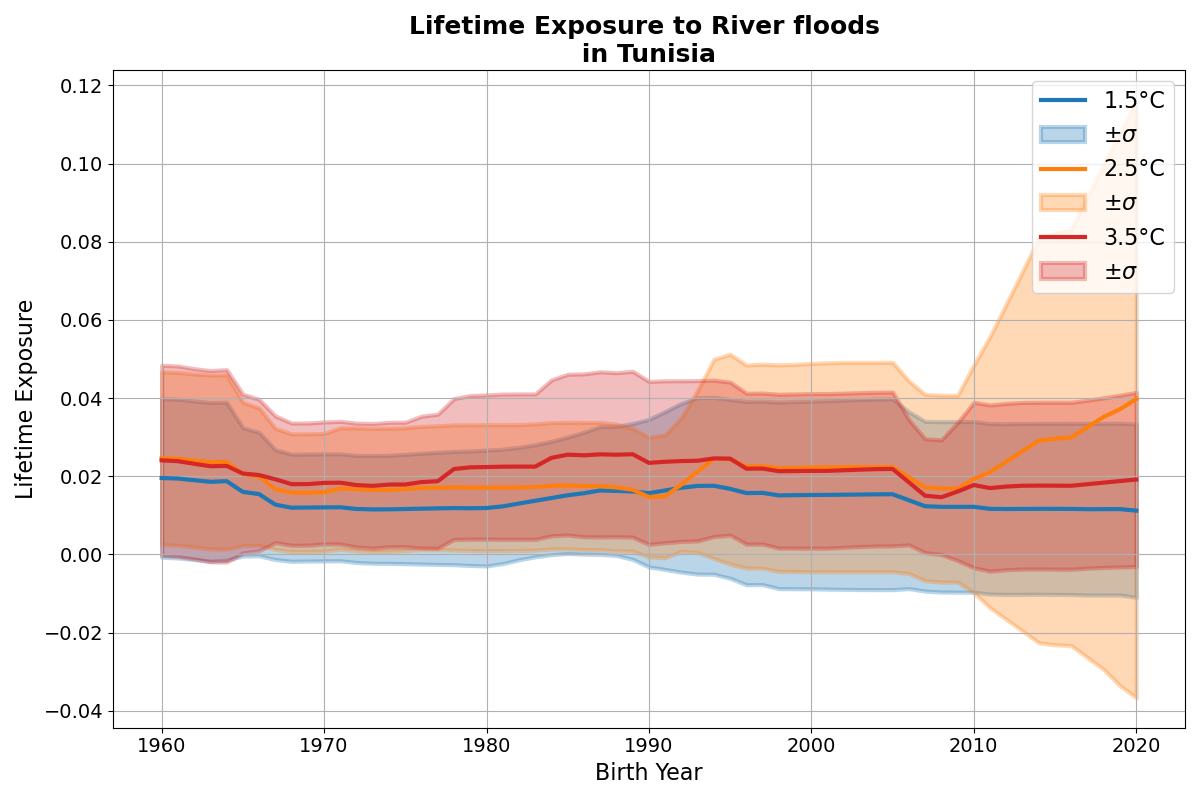 Lifetime Exposure to River floods
in Tunisia
Lifetime Exposure
0.12
0.10
0.08
0.06
0.04
0.02
0.00
−0.02
−0.04
1.5°C
±σ
2.5°C
±σ
3.5°C
±σ
1960 1970 1980 1990 2000 2010 2020
Birth Year